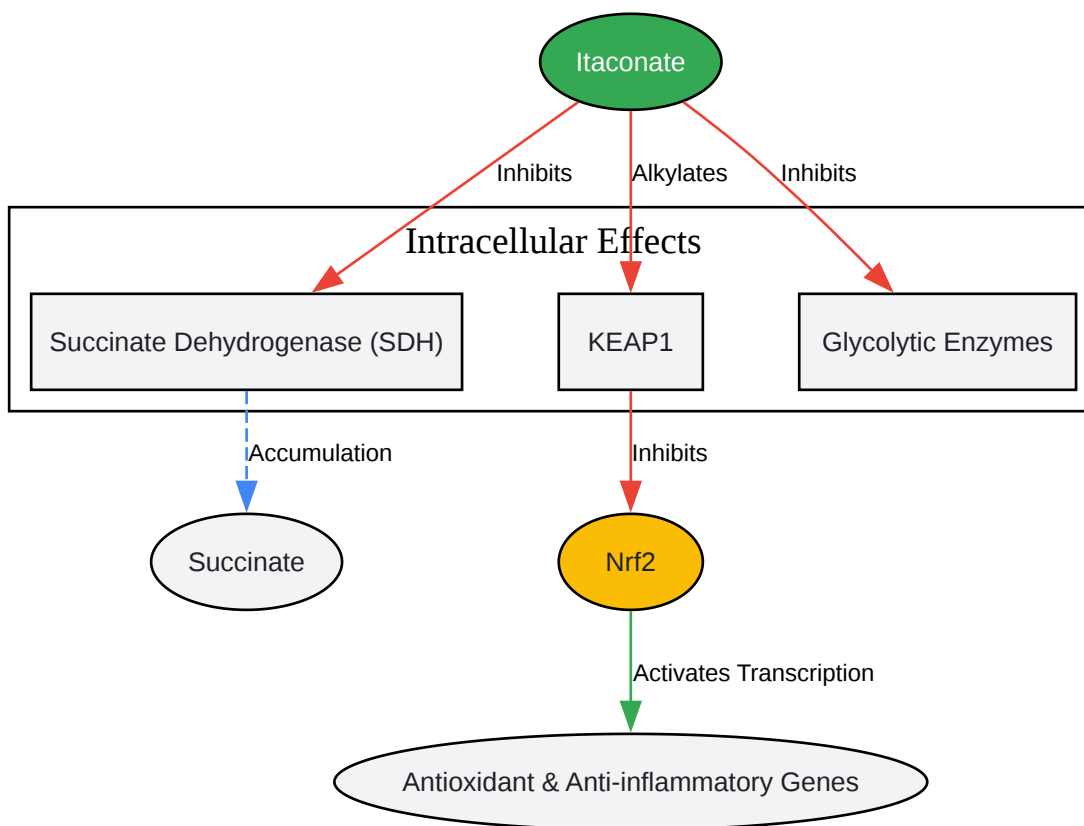 Itaconate
Inhibits
Alkylates
Inhibits
Intracellular Effects
Succinate Dehydrogenase (SDH)
KEAP1
Glycolytic Enzymes
Accumulation
Inhibits
Succinate
Nrf2
Activates Transcription
Antioxidant & Anti-inflammatory Genes